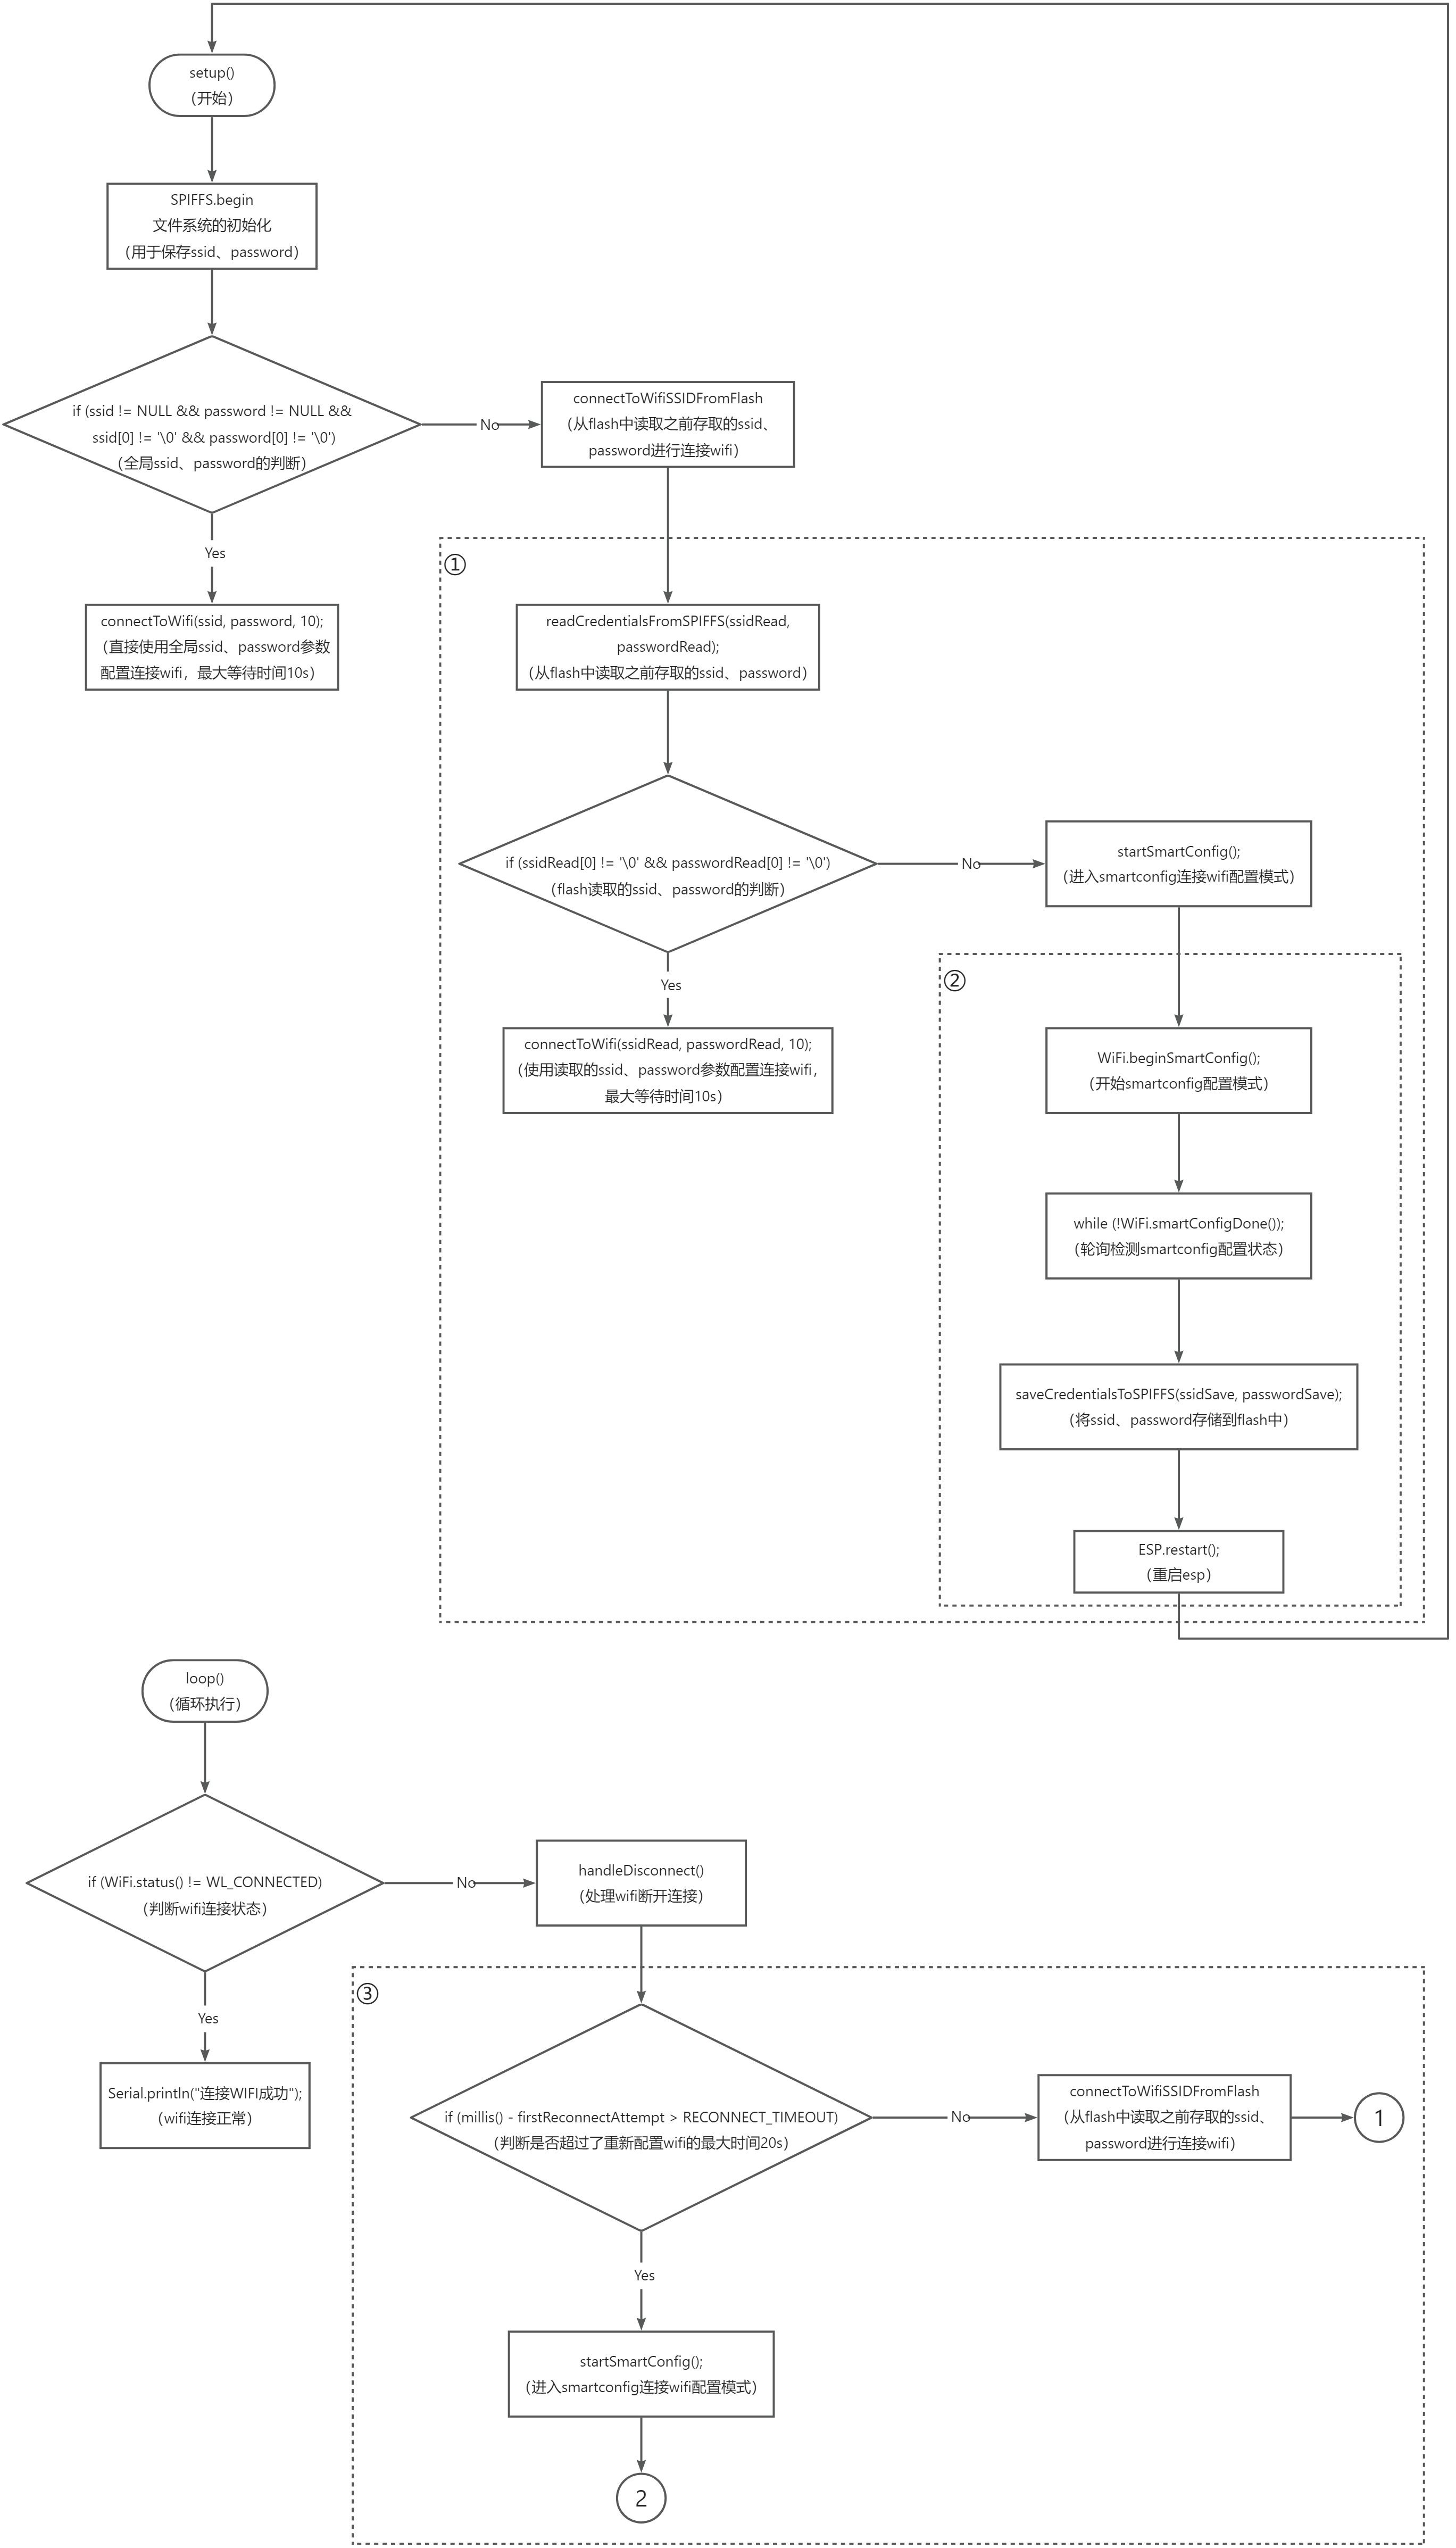 setup()
（开始）
SPIFFS.begin
文件系统的初始化
（用于保存ssid、password）
if (ssid != NULL && password != NULL &&
ssid[0] != '\0' && password[0] != '\0')
（全局ssid、password的判断）
No
connectToWifiSSIDFromFlash
（从flash中读取之前存取的ssid、
password进行连接wifi）
Yes
connectToWifi(ssid, password, 10);
（直接使用全局ssid、password参数
配置连接wifi，最大等待时间10s）
①
readCredentialsFromSPIFFS(ssidRead,
passwordRead);
（从flash中读取之前存取的ssid、password）
if (ssidRead[0] != '\0' && passwordRead[0] != '\0')
（flash读取的ssid、password的判断）
No
startSmartConfig();
（进入smartconfig连接wifi配置模式）
Yes
connectToWifi(ssidRead, passwordRead, 10);
（使用读取的ssid、password参数配置连接wifi，
最大等待时间10s）
②
WiFi.beginSmartConfig();
（开始smartconfig配置模式）
while (!WiFi.smartConfigDone());
（轮询检测smartconfig配置状态）
saveCredentialsToSPIFFS(ssidSave, passwordSave);
（将ssid、password存储到flash中）
ESP.restart();
（重启esp）
loop()
（循环执行）
if (WiFi.status() != WL_CONNECTED)
（判断wifi连接状态）
No
handleDisconnect()
（处理wifi断开连接）
Yes
Serial.println("连接WIFI成功");
（wifi连接正常）
③
if (millis() - firstReconnectAttempt > RECONNECT_TIMEOUT)
（判断是否超过了重新配置wifi的最大时间20s）
No
connectToWifiSSIDFromFlash
（从flash中读取之前存取的ssid、
password进行连接wifi）
1
Yes
startSmartConfig();
（进入smartconfig连接wifi配置模式）
2